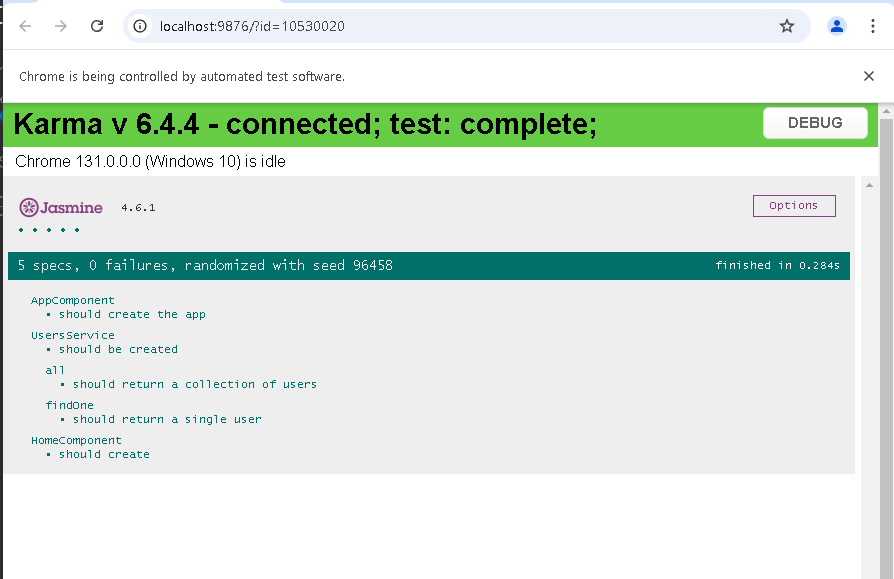 localhost:9876/?id=10530020
Chrome is being controlled by automated test software.
Karma v 6.4.4 - connected; test: complete;
DEBUG
Chrome 131.0.0.0 (Windows 10) is idle
Jasmine 4.6.1
Options
5 specs, 0 failures, randomized with seed 96458
finished in 0.284s
AppComponent
• should create the app
UsersService
• should be created
all
• should return a collection of users
findOne
• should return a single user
HomeComponent
• should create